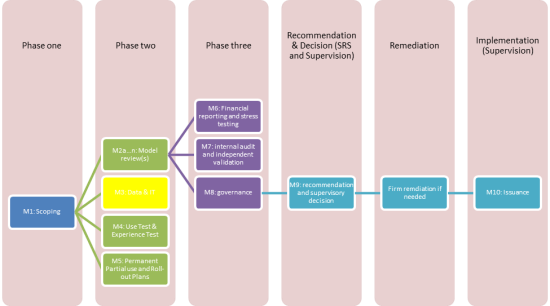 Phase one
Phase two
Phase three
Recommendation
& Decision (SRS
and Supervision)
Remediation
Implementation
(Supervision)
M6: Financial
reporting and stress
testing
M2a...n: Model
review(s)
M7: internal audit
and independent
validation
M1: Scoping
M8: governance
M9: recommendation
and supervisory
decision
Firm remdiation if
needed
M10: Issuance
M4: Use Test &
Experience Test
M5: Permanent
Partial use and Roll-
out Plans